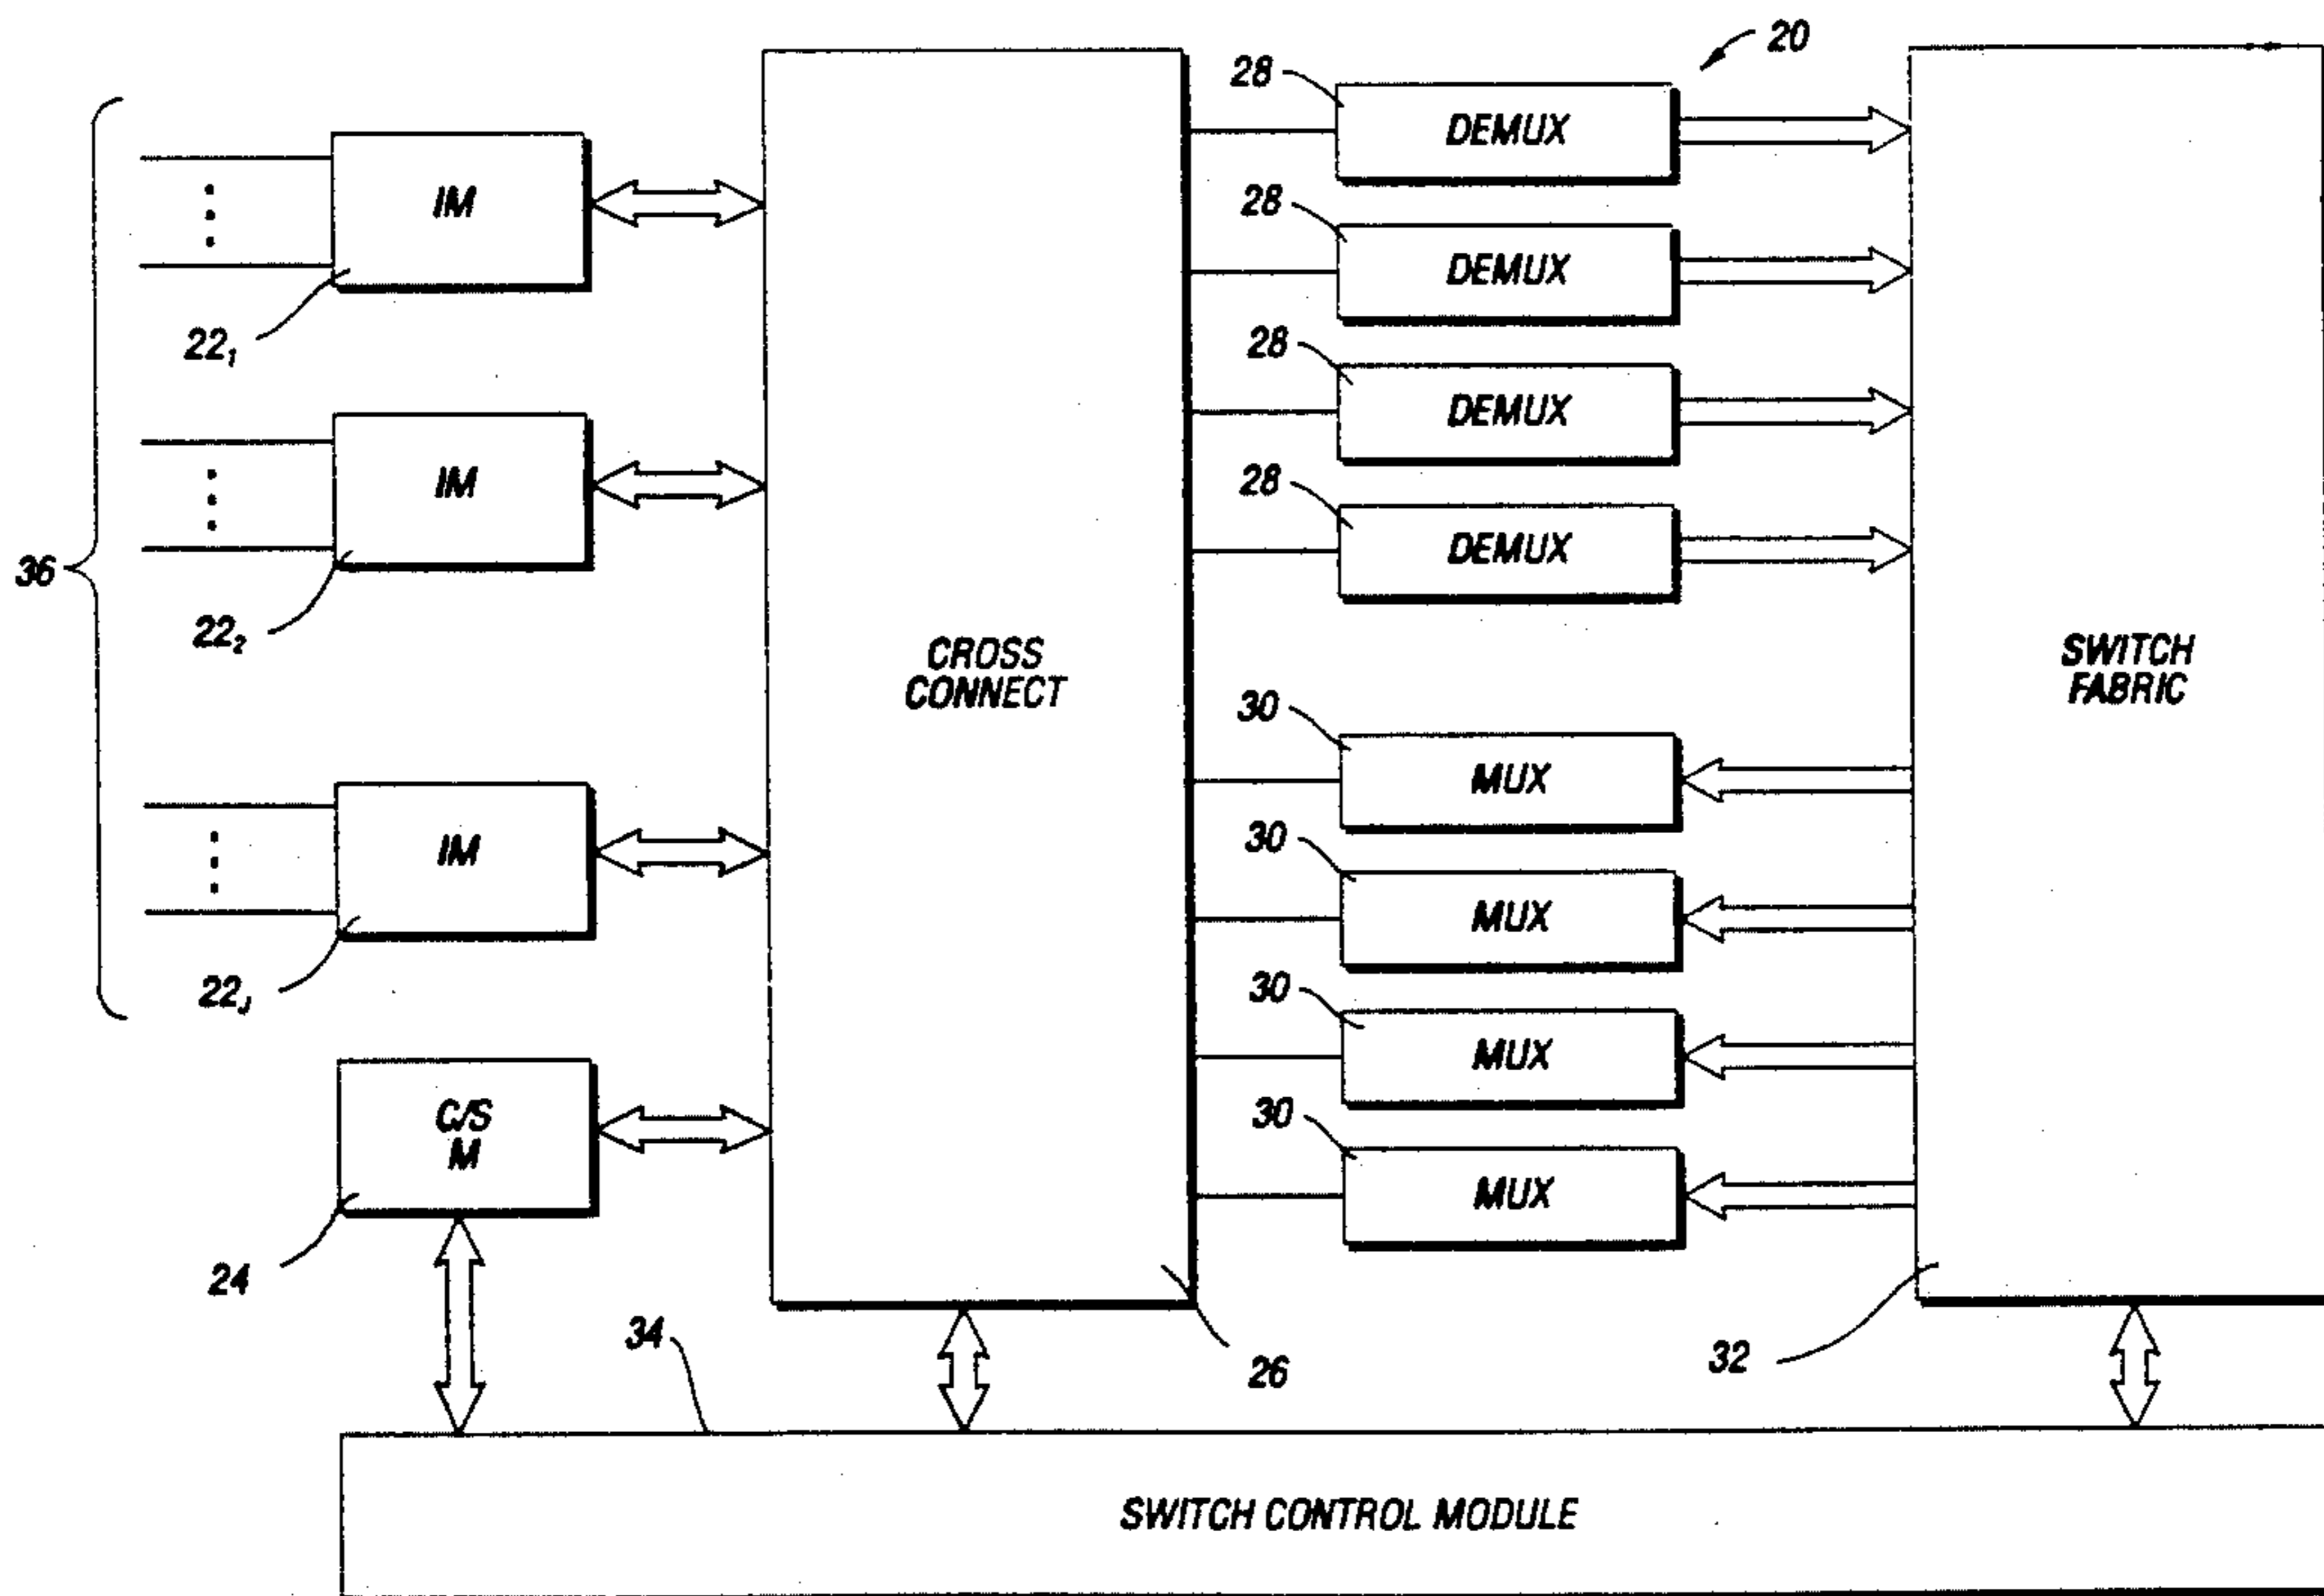 20
28
DEMUX
IM
28
DEMUX
22₁
28
DEMUX
IM
28
DEMUX
36
22₂
CROSS
CONNECT
SWITCH
FABRIC
30
MUX
IM
30
MUX
22ⱼ
30
MUX
C/S
M
30
MUX
24
34
26
32
SWITCH CONTROL MODULE